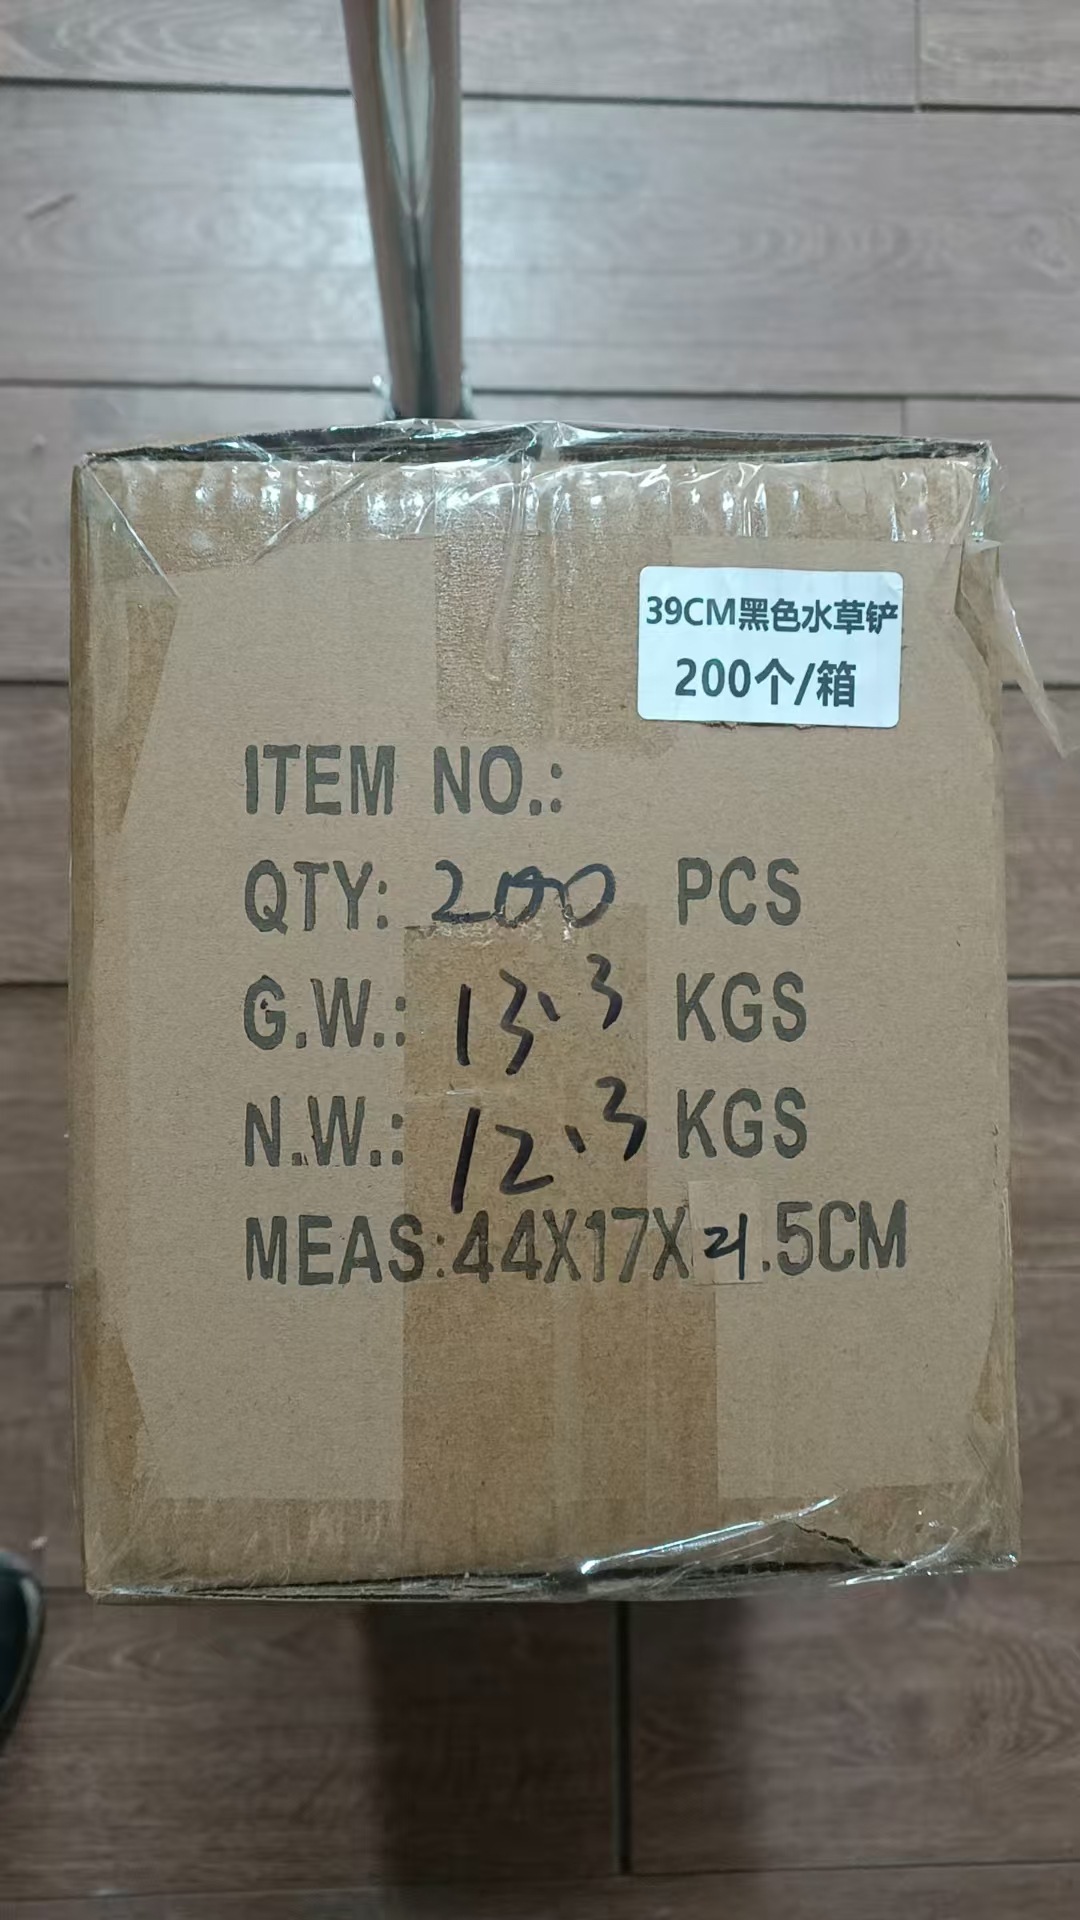 39CM黑色水草铲
200个/箱
ITEM NO.:
QTY: 200 PCS
G.W.: 13.3 KGS
N.W.: 12.3 KGS
MEAS:44X17X21.5CM